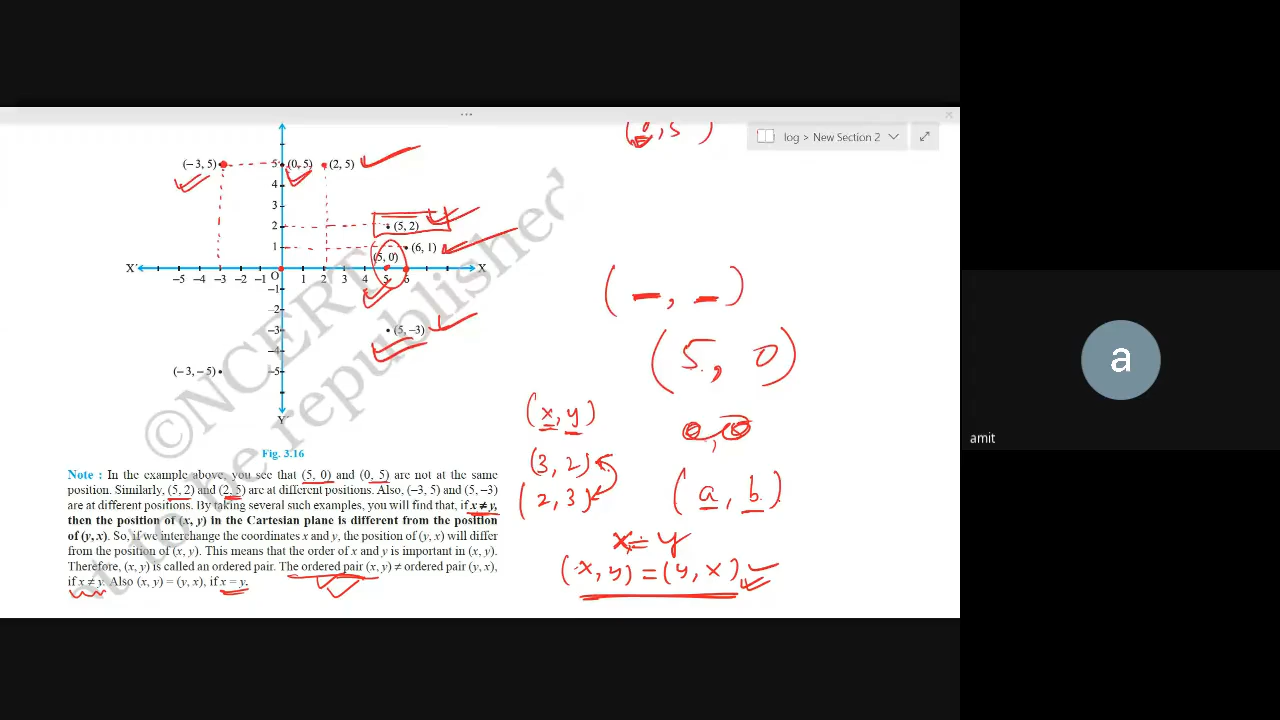 log > New Section 2
(−3, 5) 5 (0, 5) (2, 5)
4
3
2 (5, 2)
1 (6, 1)
(5, 0)
X′ O X
−5 −4 −3 −2 −1 1 2 3 4 5 6
−1
−2
−3 (5, −3)
−4
(−3, −5) −5
Y′
©NCERT
not to be republished
Fig. 3.16
Note : In the example above, you see that (5, 0) and (0, 5) are not at the same
position. Similarly, (5, 2) and (2, 5) are at different positions. Also, (−3, 5) and (5, −3)
are at different positions. By taking several such examples, you will find that, if x ≠ y,
then the position of (x, y) in the Cartesian plane is different from the position
of (y, x). So, if we interchange the coordinates x and y, the position of (y, x) will differ
from the position of (x, y). This means that the order of x and y is important in (x, y).
Therefore, (x, y) is called an ordered pair. The ordered pair (x, y) ≠ ordered pair (y, x),
if x ≠ y. Also (x, y) = (y, x), if x = y.
( _ , _ )
(5, 0)
(x, y)
(3, 2)
(2, 3)
(a, b)
x = y
(x, y) = (y, x)
a
amit